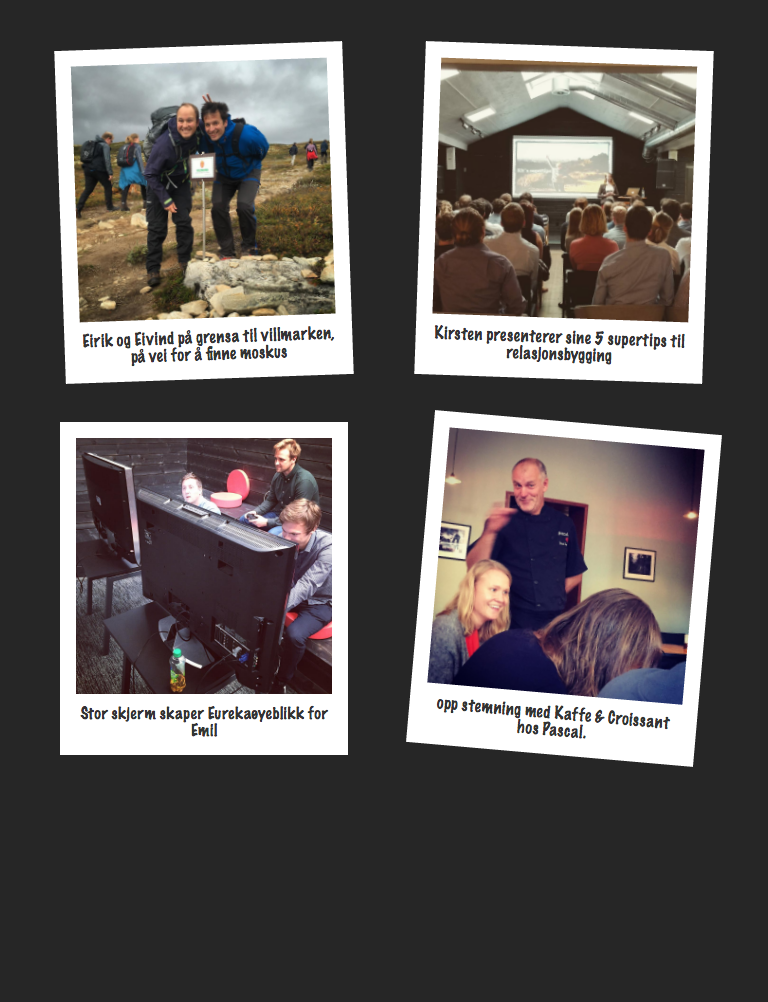 Eirik og Eivind på grensa til villmarken,
på vei for å finne moskus
Kirsten presenterer sine 5 supertips til
relasjonsbygging
Stor skjerm skaper Eurekaøyeblikk for
Emil
opp stemning med Kaffe & Croissant
hos Pascal.